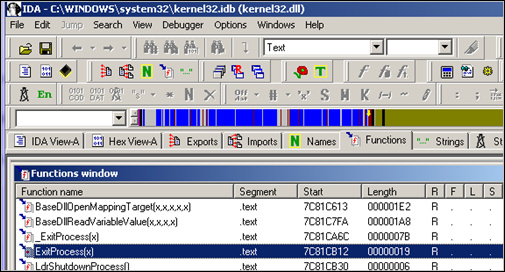 IDA - C:\WINDOWS\system32\kernel32.idb (kernel32.dll)
File Edit Jump Search View Debugger Options Windows Help
Text
En
IDA View-A Hex View-A Exports Imports N Names Functions "..." Strings
Functions window
Function name Segment Start Length R F L S
BaseDllOpenMappingTarget(x,x,x,x) .text 7C81C613 000001E2 R . . .
BaseDllReadVariableValue(x,x,x,x) .text 7C81C7FA 000001A8 R . . .
_ExitProcess(x) .text 7C81CA6C 0000007B R . . .
ExitProcess(x) .text 7C81CB12 00000019 R . . .
LdrShutdownProcess() .text 7C81CB30 00000006 R . . .